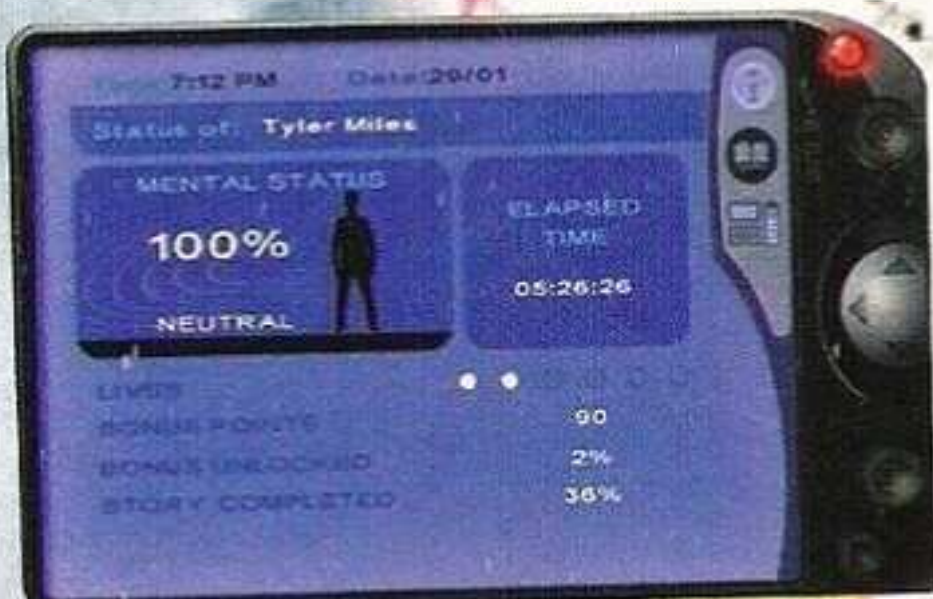 Time: 7:12 PM Date: 29/01
Status of: Tyler Miles
MENTAL STATUS
100%
NEUTRAL
ELAPSED
TIME
05:26:26
LIVES
BONUS POINTS 90
BONUS UNLOCKED 2%
STORY COMPLETED 36%